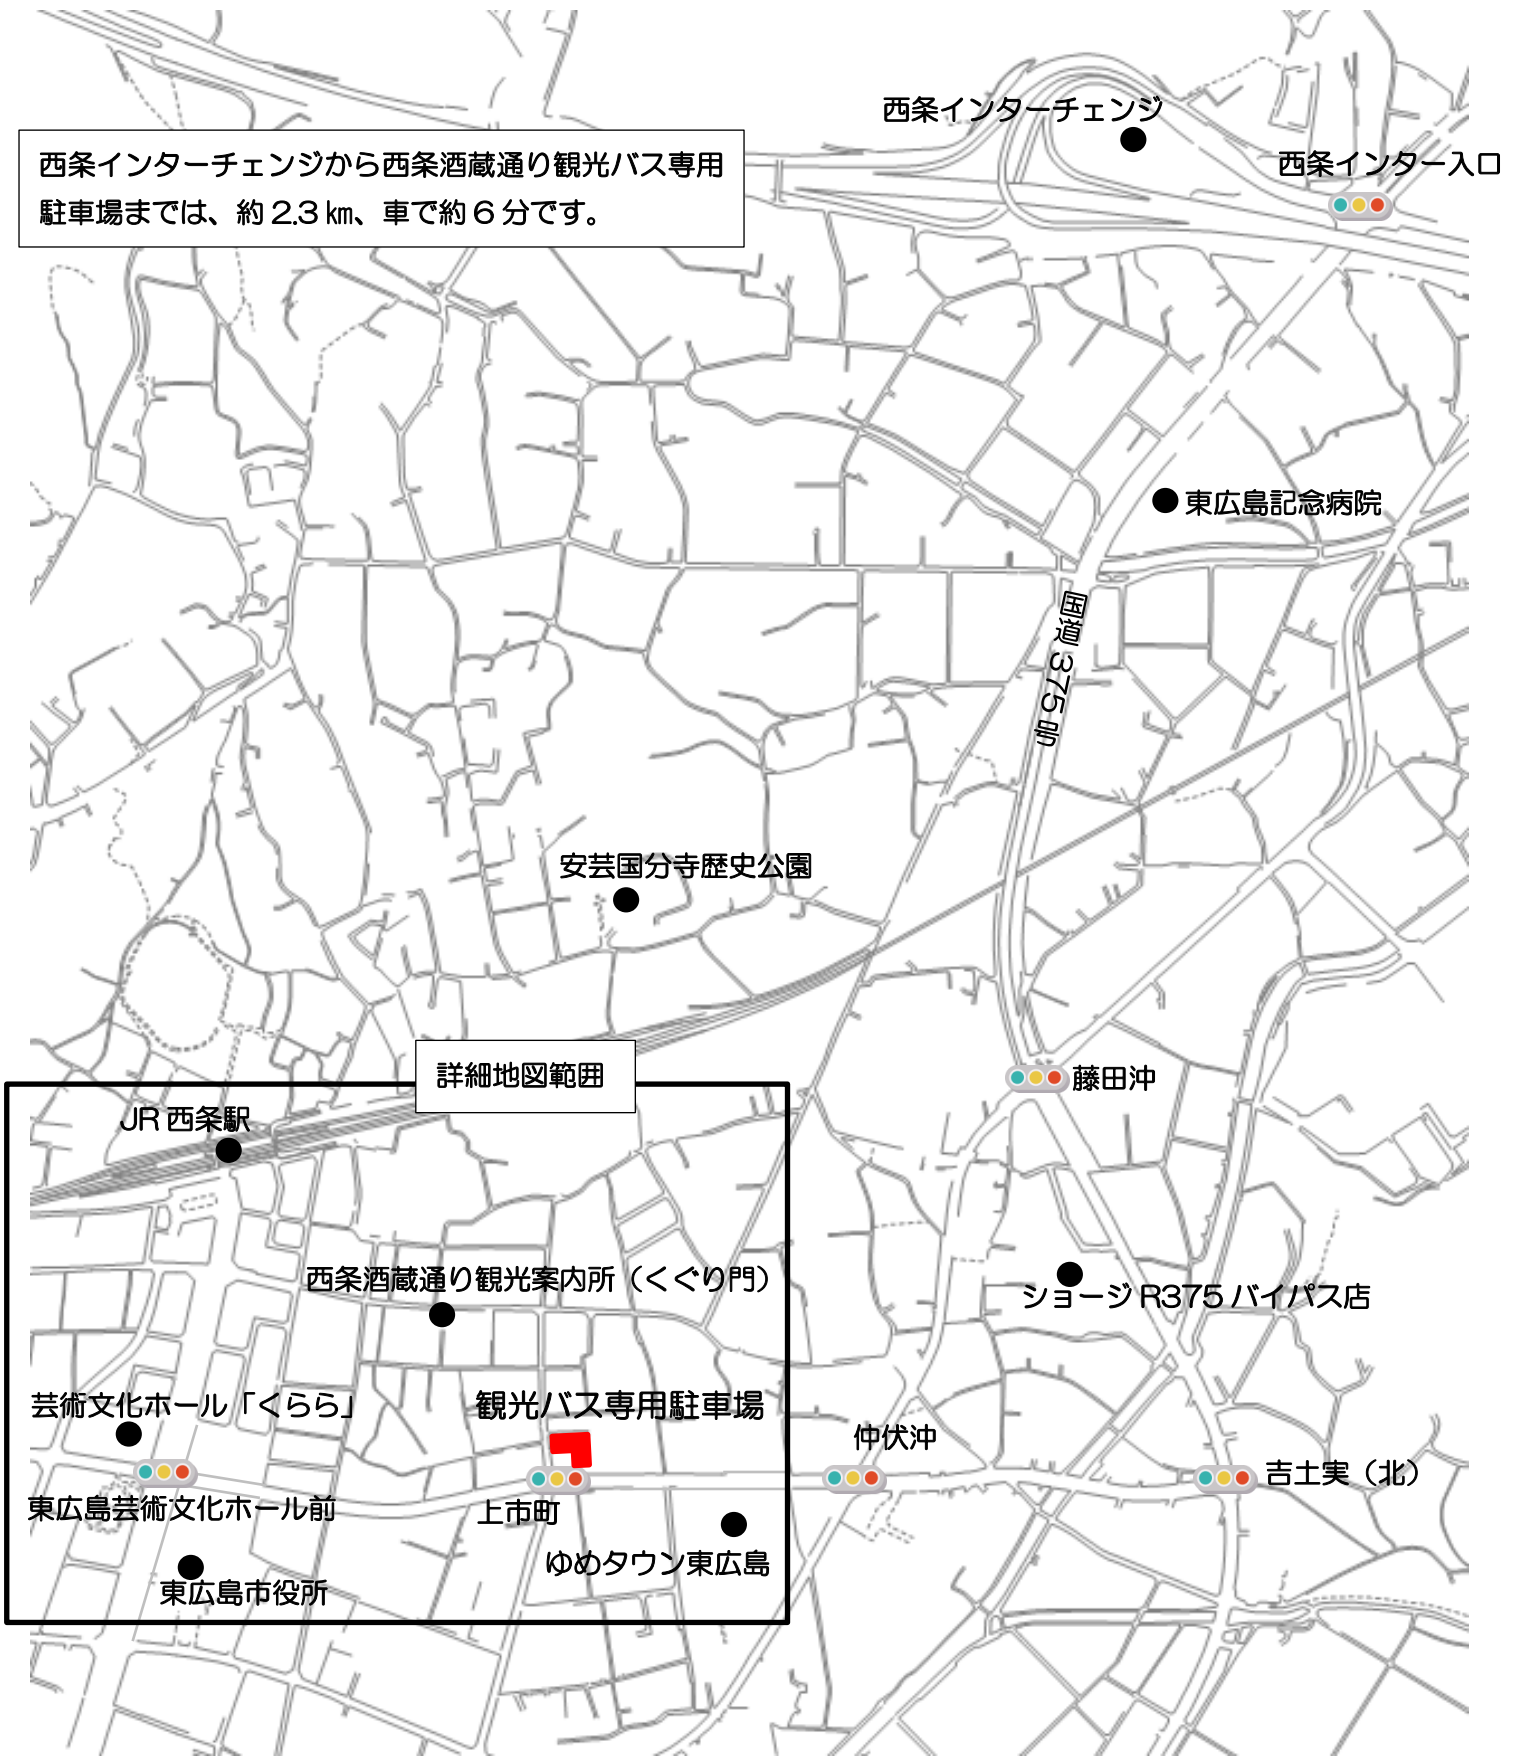 西条インターチェンジ
西条インターチェンジから西条酒蔵通り観光バス専用
駐車場までは、約2.3㎞、車で約6分です。
西条インター入口
東広島記念病院
国道375号
安芸国分寺歴史公園
詳細地図範囲
藤田沖
JR西条駅
西条酒蔵通り観光案内所（くぐり門）
ショージR375バイパス店
芸術文化ホール「くらら」
観光バス専用駐車場
仲伏沖
吉土実（北）
東広島芸術文化ホール前
上市町
ゆめタウン東広島
東広島市役所